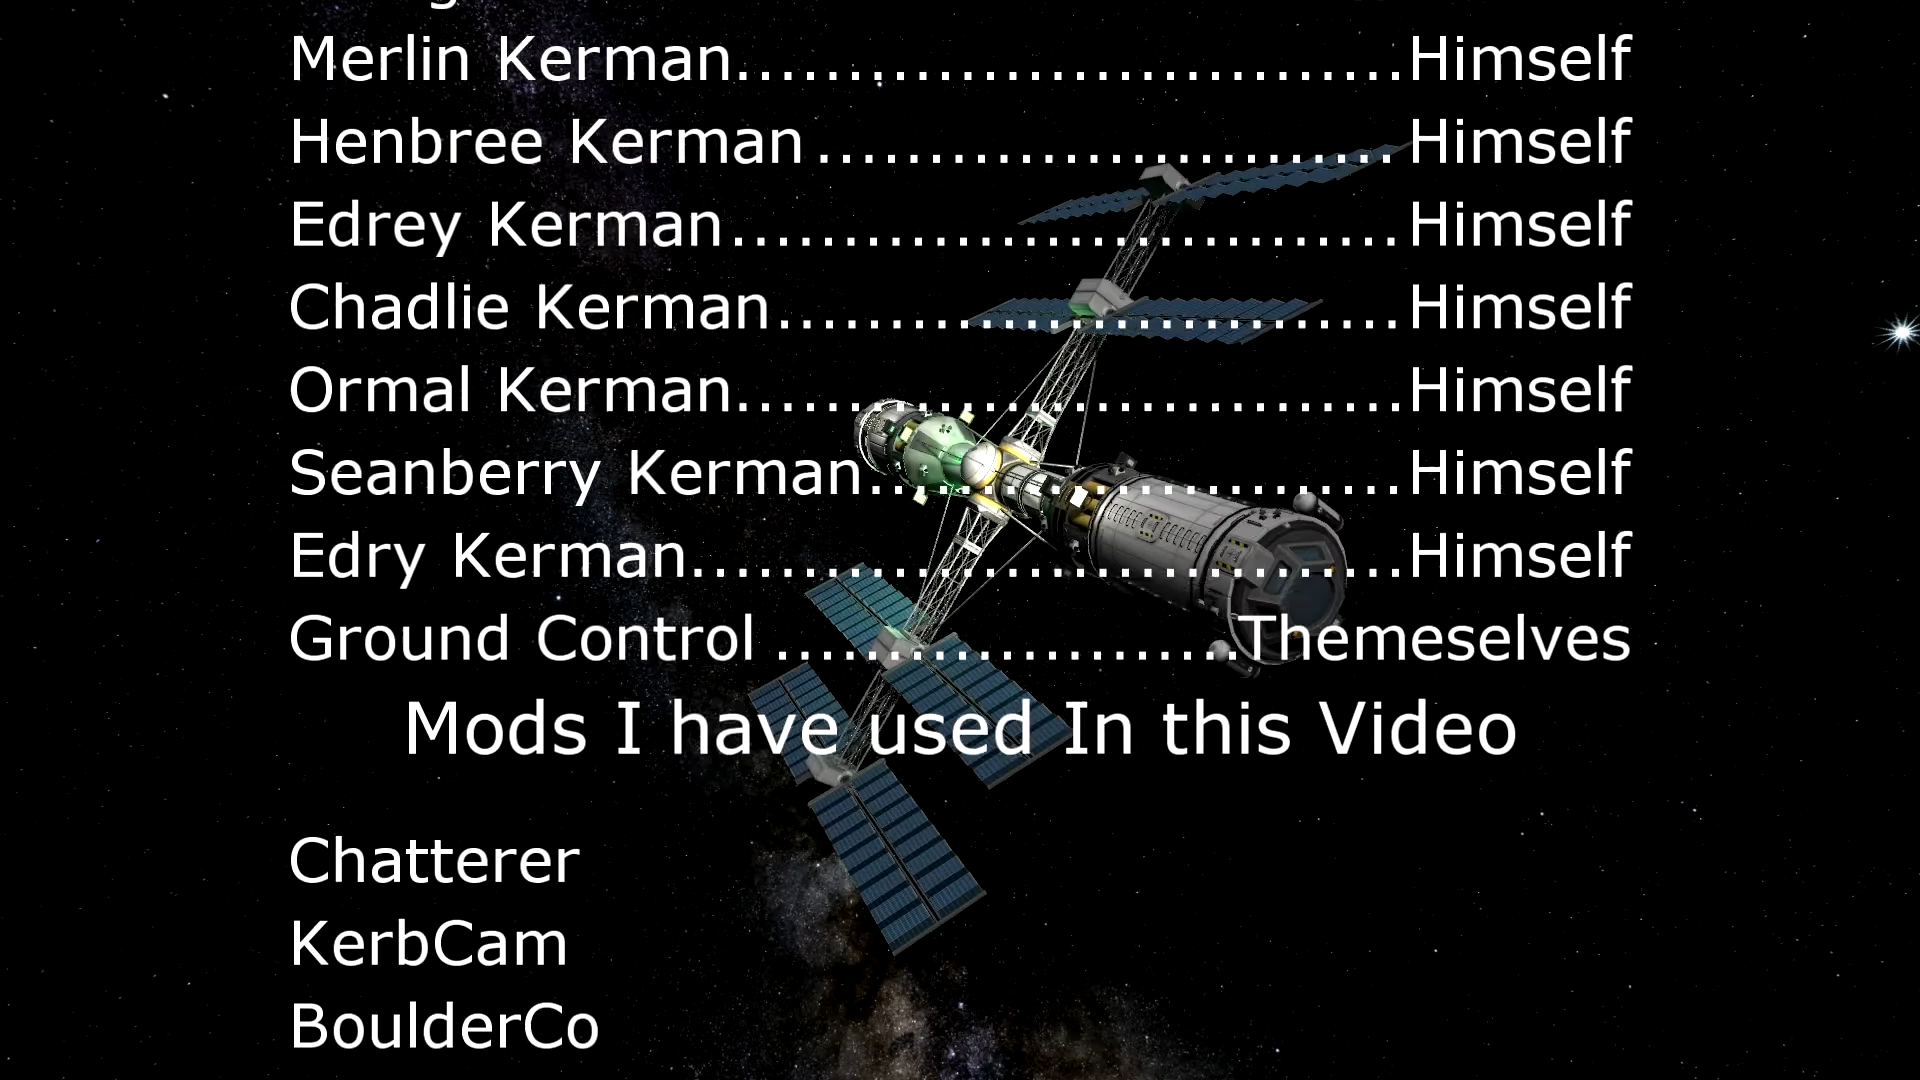 Merlin Kerman..............................Himself
Henbree Kerman..........................Himself
Edrey Kerman..............................Himself
Chadlie Kerman............................Himself
Ormal Kerman..............................Himself
Seanberry Kerman........................Himself
Edry Kerman................................Himself
Ground Control ....................Themeselves
Mods I have used In this Video
Chatterer
KerbCam
BoulderCo